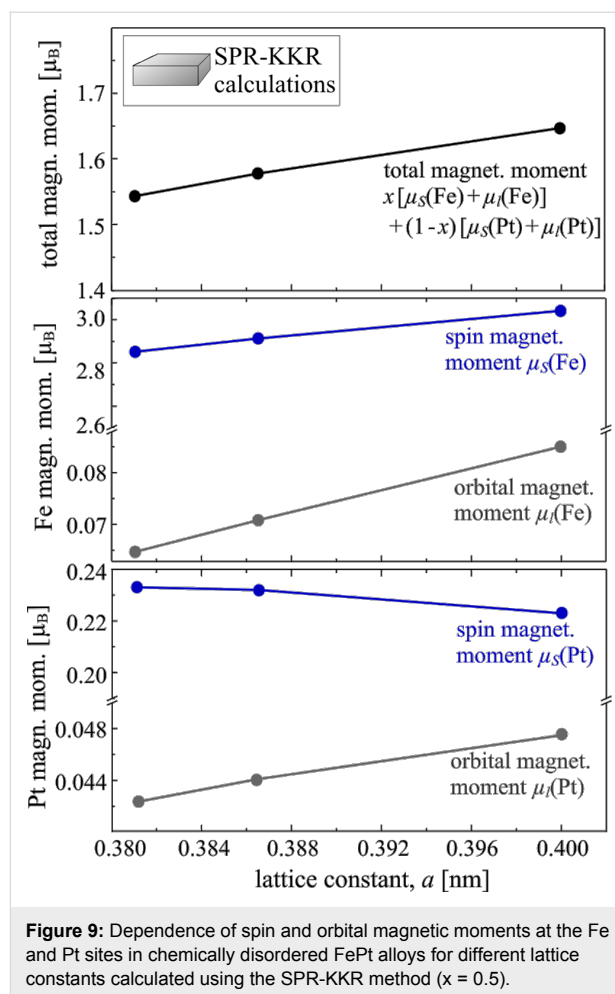 SPR-KKR
calculations
total magn. mom. [μB]
1.7
1.6
1.5
1.4
total magnet. moment
x[μS(Fe)+μl(Fe)]
+(1-x)[μS(Pt)+μl(Pt)]
Fe magn. mom. [μB]
3.0
2.8
2.6
0.08
0.07
spin magnet.
moment μS(Fe)
orbital magnet.
moment μl(Fe)
Pt magn. mom. [μB]
0.24
0.22
0.20
0.048
0.044
spin magnet.
moment μS(Pt)
orbital magnet.
moment μl(Pt)
0.380 0.384 0.388 0.392 0.396 0.400
lattice constant, a [nm]
Figure 9: Dependence of spin and orbital magnetic moments at the Fe
and Pt sites in chemically disordered FePt alloys for different lattice
constants calculated using the SPR-KKR method (x = 0.5).